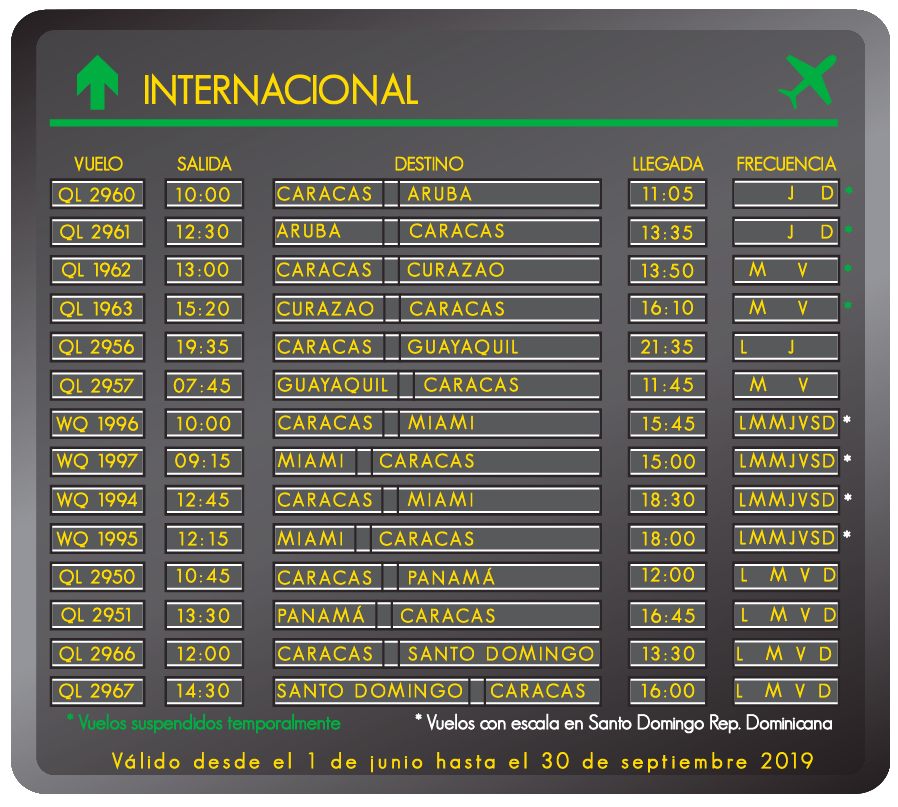 INTERNACIONAL
VUELO SALIDA DESTINO LLEGADA FRECUENCIA
QL 2960 10:00 CARACAS ARUBA 11:05 J D *
QL 2961 12:30 ARUBA CARACAS 13:35 J D *
QL 1962 13:00 CARACAS CURAZAO 13:50 M V *
QL 1963 15:20 CURAZAO CARACAS 16:10 M V *
QL 2956 19:35 CARACAS GUAYAQUIL 21:35 L J
QL 2957 07:45 GUAYAQUIL CARACAS 11:45 M V
WQ 1996 10:00 CARACAS MIAMI 15:45 LMMJVSD *
WQ 1997 09:15 MIAMI CARACAS 15:00 LMMJVSD *
WQ 1994 12:45 CARACAS MIAMI 18:30 LMMJVSD *
WQ 1995 12:15 MIAMI CARACAS 18:00 LMMJVSD *
QL 2950 10:45 CARACAS PANAMÁ 12:00 L M V D
QL 2951 13:30 PANAMÁ CARACAS 16:45 L M V D
QL 2966 12:00 CARACAS SANTO DOMINGO 13:30 L M V D
QL 2967 14:30 SANTO DOMINGO CARACAS 16:00 L M V D
* Vuelos suspendidos temporalmente * Vuelos con escala en Santo Domingo Rep. Dominicana
Válido desde el 1 de junio hasta el 30 de septiembre 2019